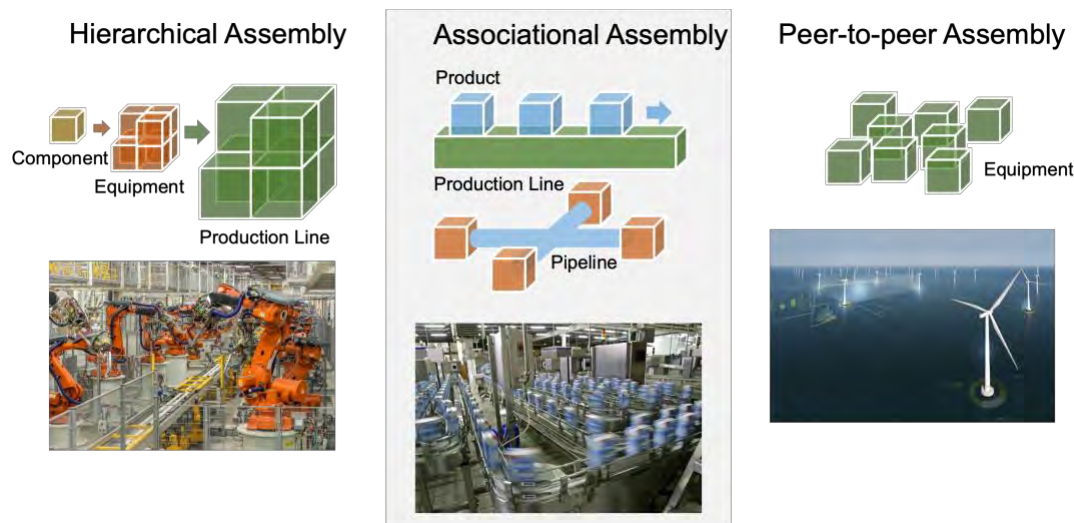 Hierarchical Assembly
Component
Equipment
Production Line
Associational Assembly
Product
Production Line
Pipeline
Peer-to-peer Assembly
Equipment